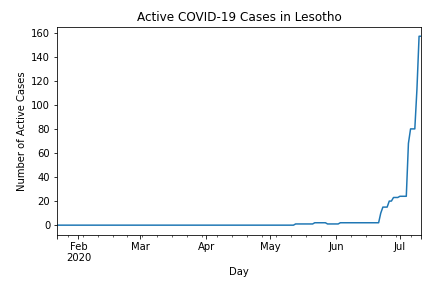 Active COVID-19 Cases in Lesotho
Number of Active Cases
160
140
120
100
80
60
40
20
0
Feb Mar Apr May Jun Jul
2020
Day